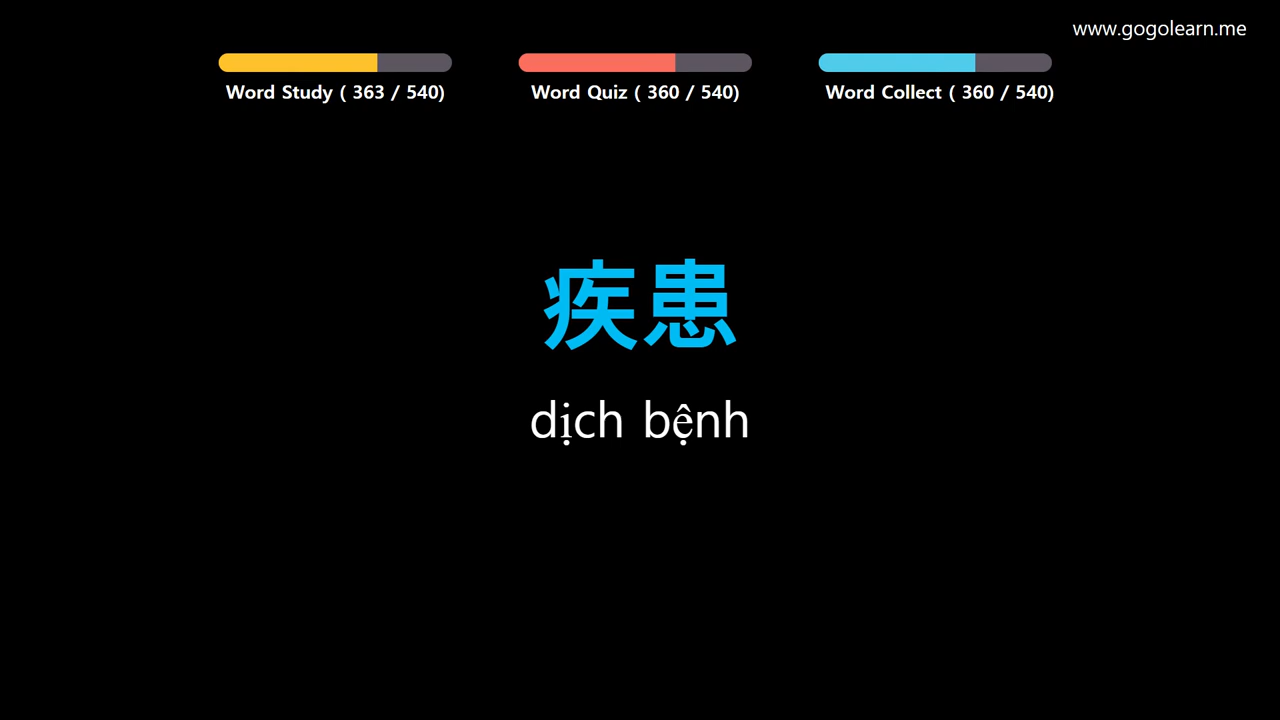 www.gogolearn.me
Word Study ( 363 / 540)
Word Quiz ( 360 / 540)
Word Collect ( 360 / 540)
疾患
dịch bệnh